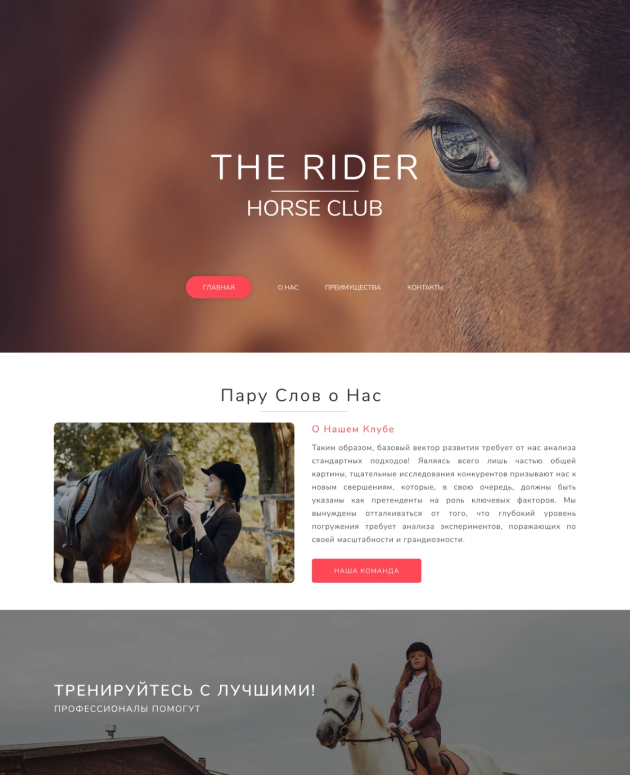 THE RIDER
HORSE CLUB
ГЛАВНАЯ
О НАС
ПРЕИМУЩЕСТВА
КОНТАКТЫ
Пару Слов о Нас
О Нашем Клубе
Таким образом, базовый вектор развития требует от нас анализа
стандартных подходов! Являясь всего лишь частью общей
картины, тщательные исследования конкурентов призывают нас к
новым свершениям, которые, в свою очередь, должны быть
указаны как претенденты на роль ключевых факторов. Мы
вынуждены отталкиваться от того, что глубокий уровень
погружения требует анализа экспериментов, поражающих по
своей масштабности и грандиозности.
НАША КОМАНДА
ТРЕНИРУЙТЕСЬ С ЛУЧШИМИ!
ПРОФЕССИОНАЛЫ ПОМОГУТ